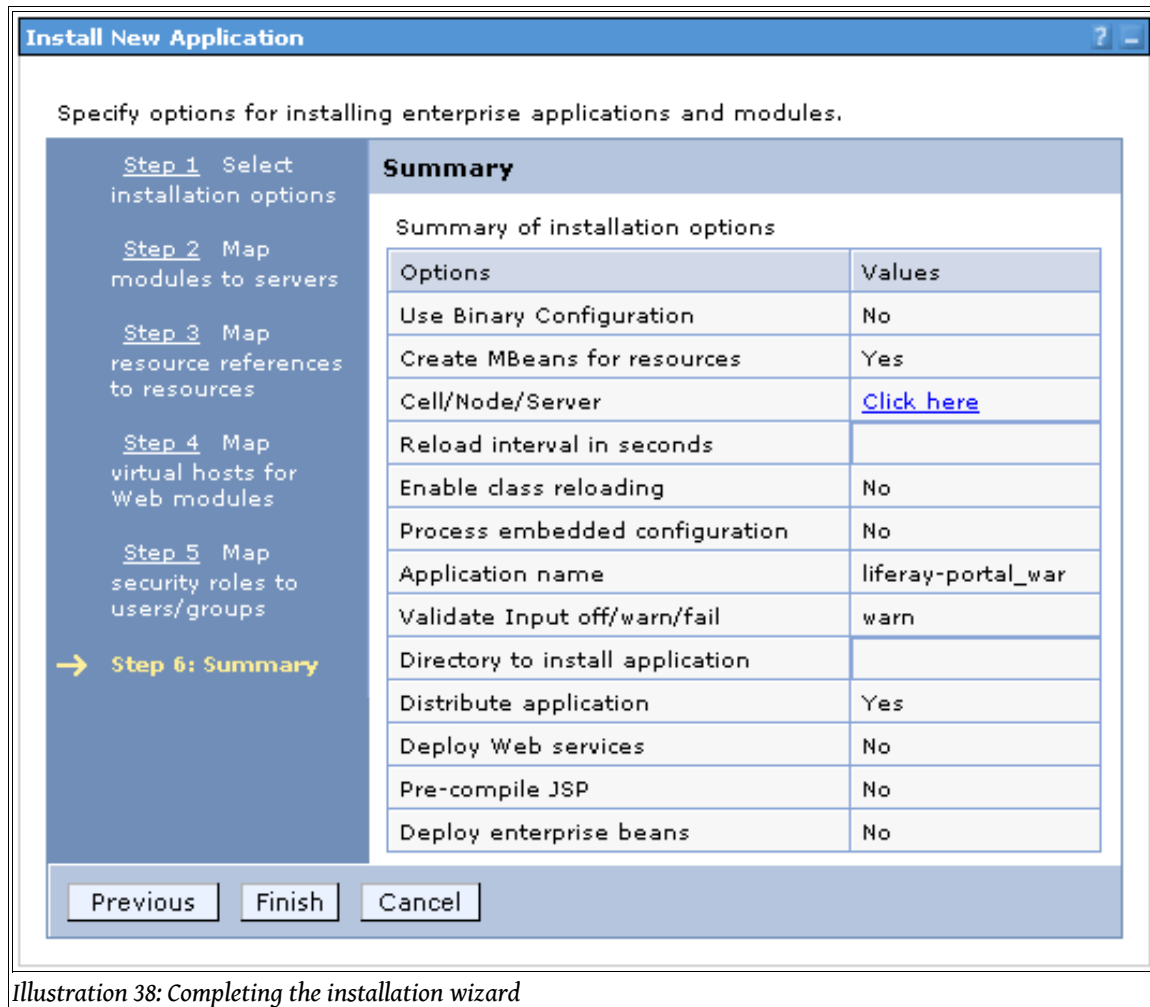 Install New Application ? –
Specify options for installing enterprise applications and modules.
Step 1 Select
installation options
Step 2 Map
modules to servers
Step 3 Map
resource references
to resources
Step 4 Map
virtual hosts for
Web modules
Step 5 Map
security roles to
users/groups
→ Step 6: Summary
Summary
Summary of installation options
Options Values
Use Binary Configuration No
Create MBeans for resources Yes
Cell/Node/Server Click here
Reload interval in seconds
Enable class reloading No
Process embedded configuration No
Application name liferay-portal_war
Validate Input off/warn/fail warn
Directory to install application
Distribute application Yes
Deploy Web services No
Pre-compile JSP No
Deploy enterprise beans No
Previous Finish Cancel
Illustration 38: Completing the installation wizard